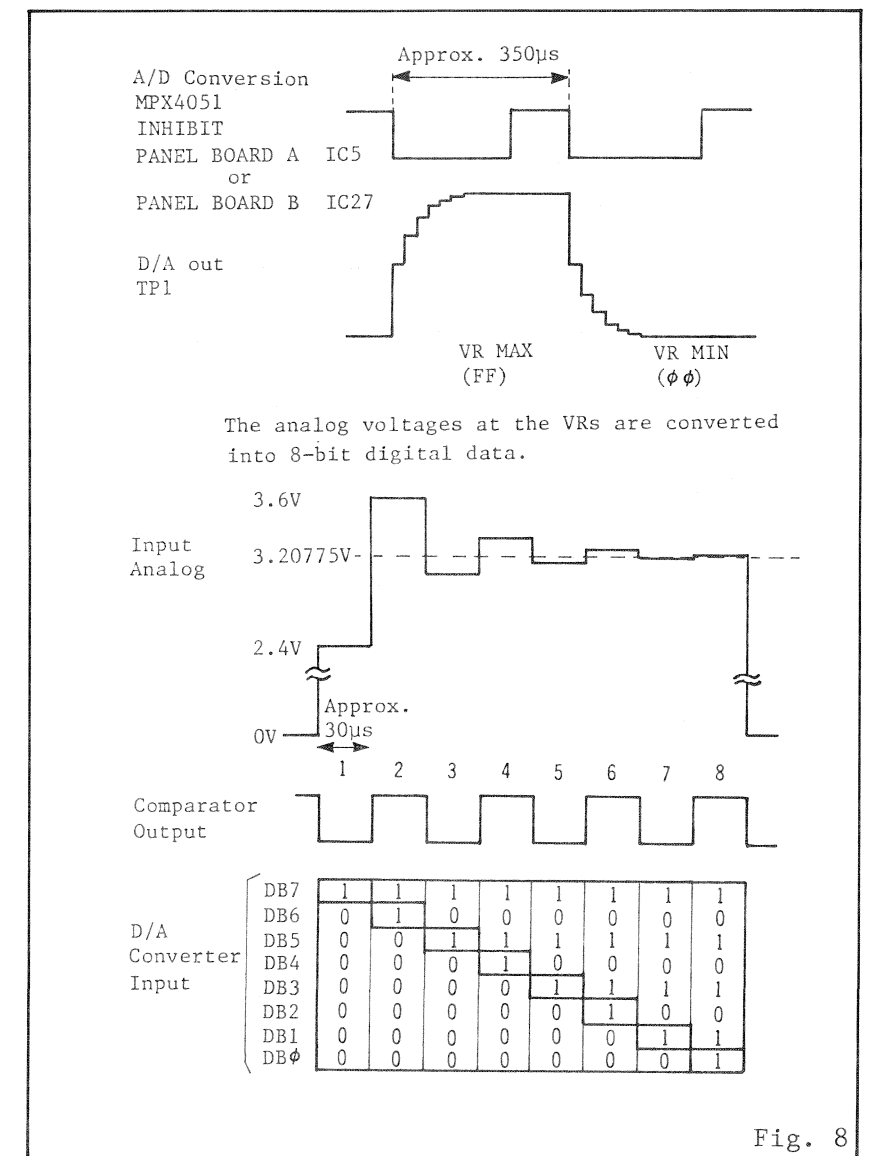 Approx. 350µs
A/D Conversion
MPX4051
INHIBIT
PANEL BOARD A IC5
or
PANEL BOARD B IC27
D/A out
TP1
VR MAX
(FF)
VR MIN
(φφ)
The analog voltages at the VRs are converted
into 8-bit digital data.
3.6V
Input
Analog
3.20775V-
2.4V
Approx.
30µs
0V
1 2 3 4 5 6 7 8
Comparator
Output
D/A
Converter
Input
DB7 1 1 1 1 1 1 1 1
DB6 0 1 0 0 0 0 0 0
DB5 0 0 1 1 1 1 1 1
DB4 0 0 0 1 0 0 0 0
DB3 0 0 0 0 1 1 1 1
DB2 0 0 0 0 0 1 0 0
DB1 0 0 0 0 0 0 1 1
DBφ 0 0 0 0 0 0 0 1
Fig. 8